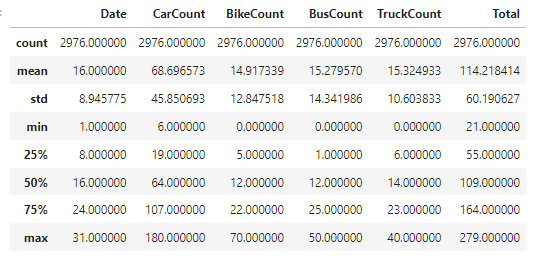 Date CarCount BikeCount BusCount TruckCount Total
count 2976.000000 2976.000000 2976.000000 2976.000000 2976.000000 2976.000000
mean 16.000000 68.696573 14.917339 15.279570 15.324933 114.218414
std 8.945775 45.850693 12.847518 14.341986 10.603833 60.190627
min 1.000000 6.000000 0.000000 0.000000 0.000000 21.000000
25% 8.000000 19.000000 5.000000 1.000000 6.000000 55.000000
50% 16.000000 64.000000 12.000000 12.000000 14.000000 109.000000
75% 24.000000 107.000000 22.000000 25.000000 23.000000 164.000000
max 31.000000 180.000000 70.000000 50.000000 40.000000 279.000000